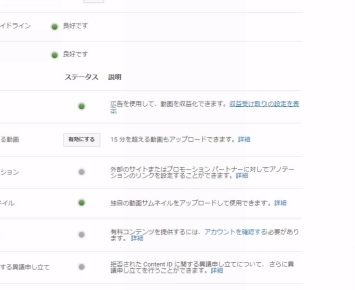 イドライン 良好です
良好です
ステータス 説明
広告を使用して、動画を収益化できます。収益受け取りの設定を表
示
る動画 有効にする 15 分を超える動画もアップロードできます。詳細
ション 外部のサイトまたはプロモーション パートナーに対してアノテー
ションのリンクを設定することができます。詳細
ネイル 独自の動画サムネイルアップロードして使用できます。詳細
有料コンテンツを提供するには、アカウントを確認する必要があり
ます。詳細
する異議申し立て 拒否された Content ID に関する異議申し立てについて、さらに異
議申し立てを行うことができます。詳細